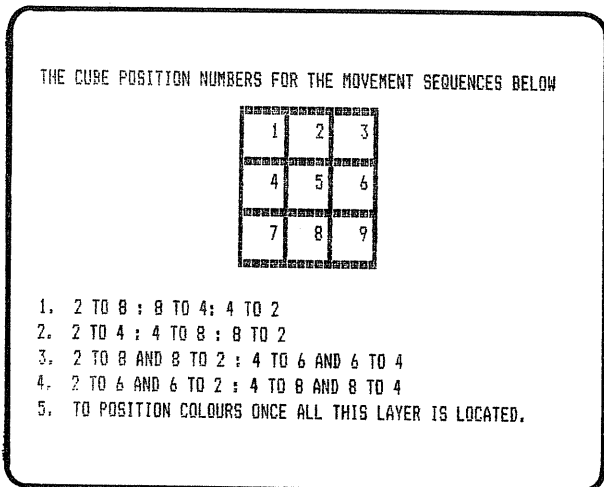 THE CUBE POSITION NUMBERS FOR THE MOVEMENT SEQUENCES BELOW
1 2 3
4 5 6
7 8 9
1. 2 TO 8 : 8 TO 4: 4 TO 2
2. 2 TO 4 : 4 TO 8 : 8 TO 2
3. 2 TO 8 AND 8 TO 2 : 4 TO 6 AND 6 TO 4
4. 2 TO 6 AND 6 TO 2 : 4 TO 8 AND 8 TO 4
5. TO POSITION COLOURS ONCE ALL THIS LAYER IS LOCATED.